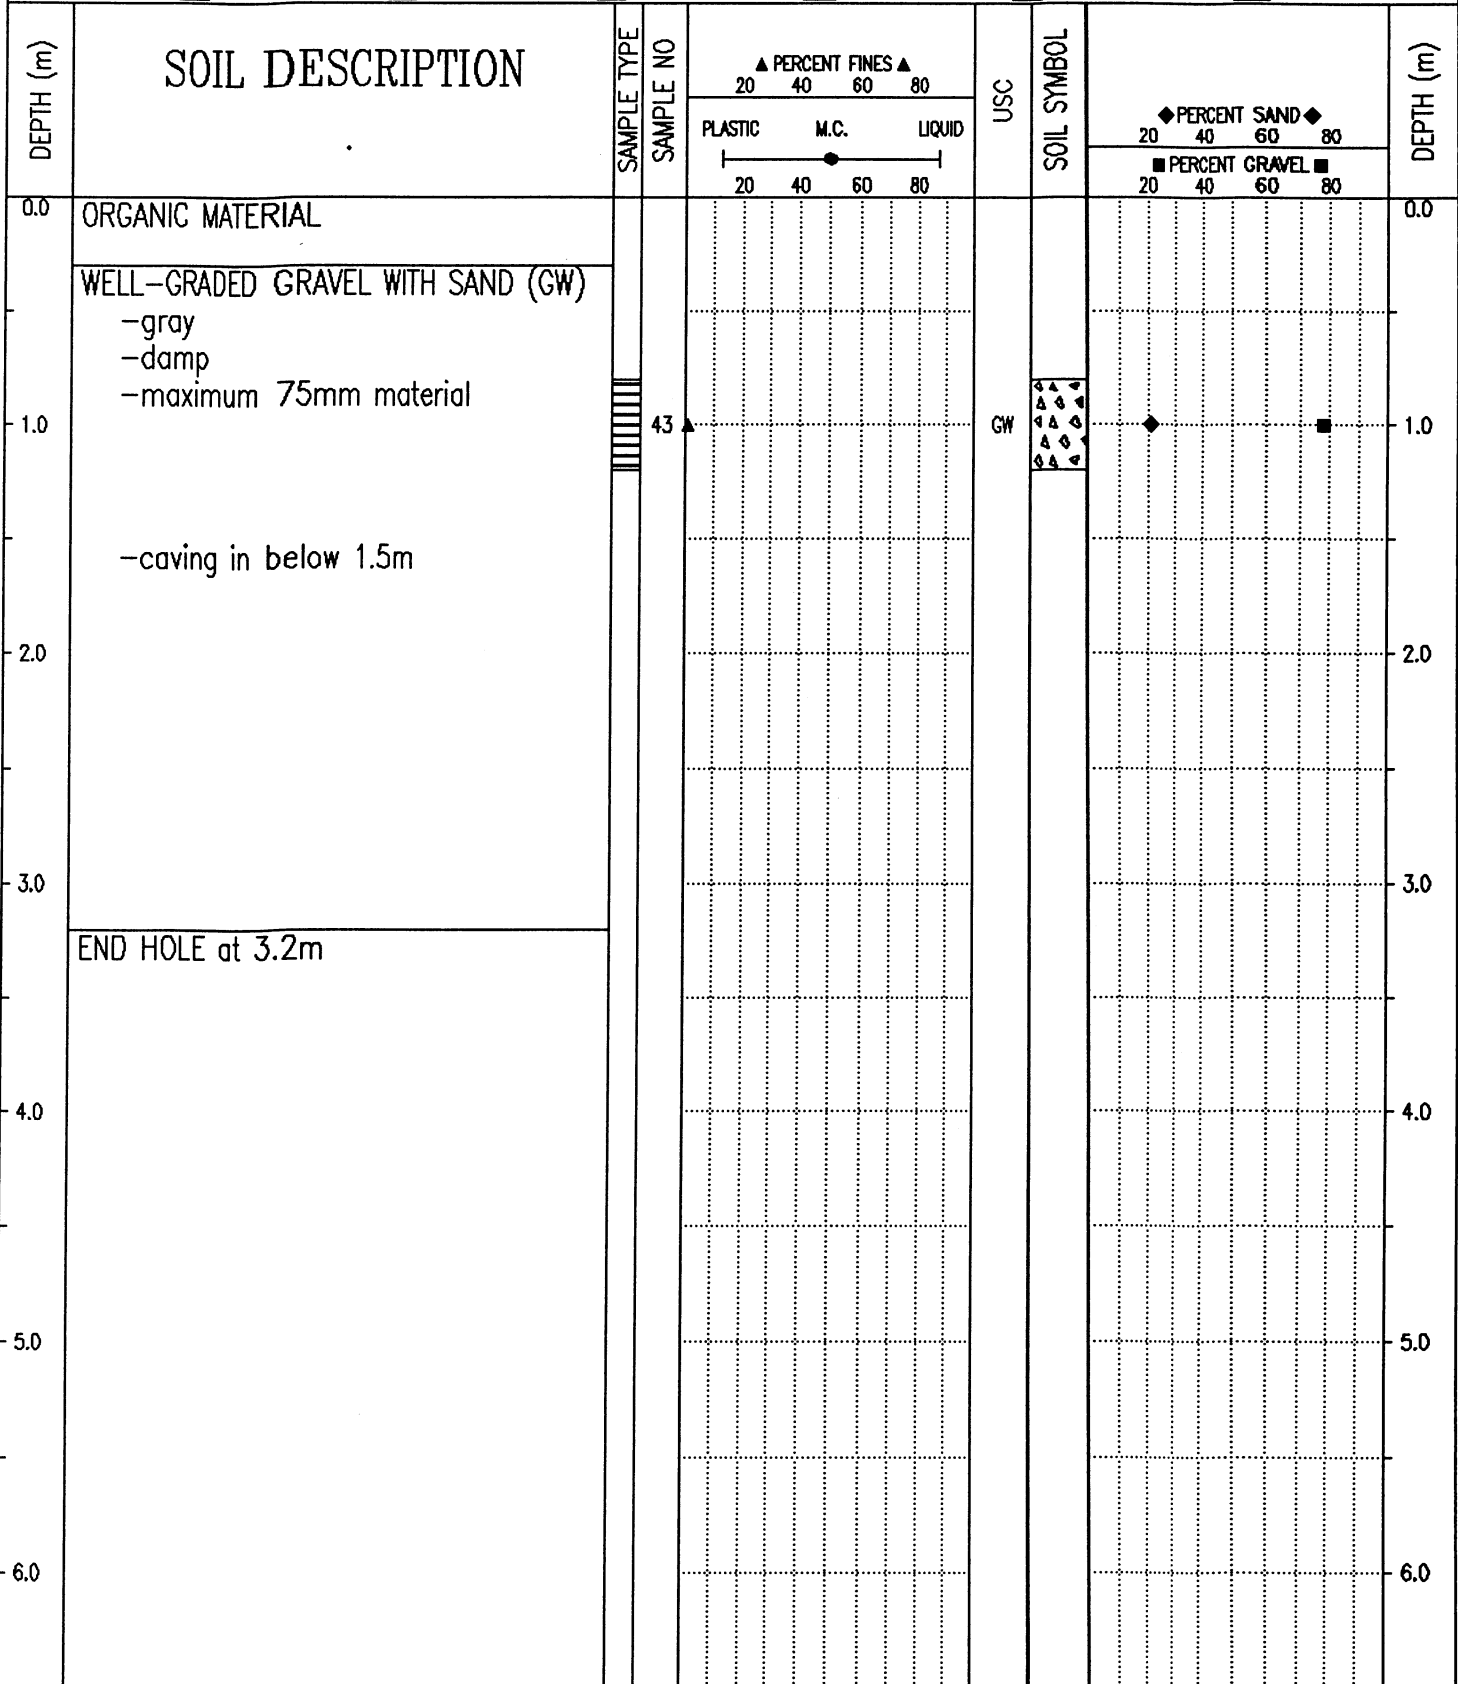 DEPTH (m)
SOIL DESCRIPTION
SAMPLE TYPE
SAMPLE NO
▲ PERCENT FINES ▲
20 40 60 80
PLASTIC M.C. LIQUID
20 40 60 80
USC
SOIL SYMBOL
◆ PERCENT SAND ◆
20 40 60 80
■ PERCENT GRAVEL ■
20 40 60 80
DEPTH (m)
0.0 ORGANIC MATERIAL 0.0
WELL-GRADED GRAVEL WITH SAND (GW)
-gray
-damp
-maximum 75mm material
1.0 43 GW 1.0
-caving in below 1.5m
2.0 2.0
3.0 3.0
END HOLE at 3.2m
4.0 4.0
5.0 5.0
6.0 6.0